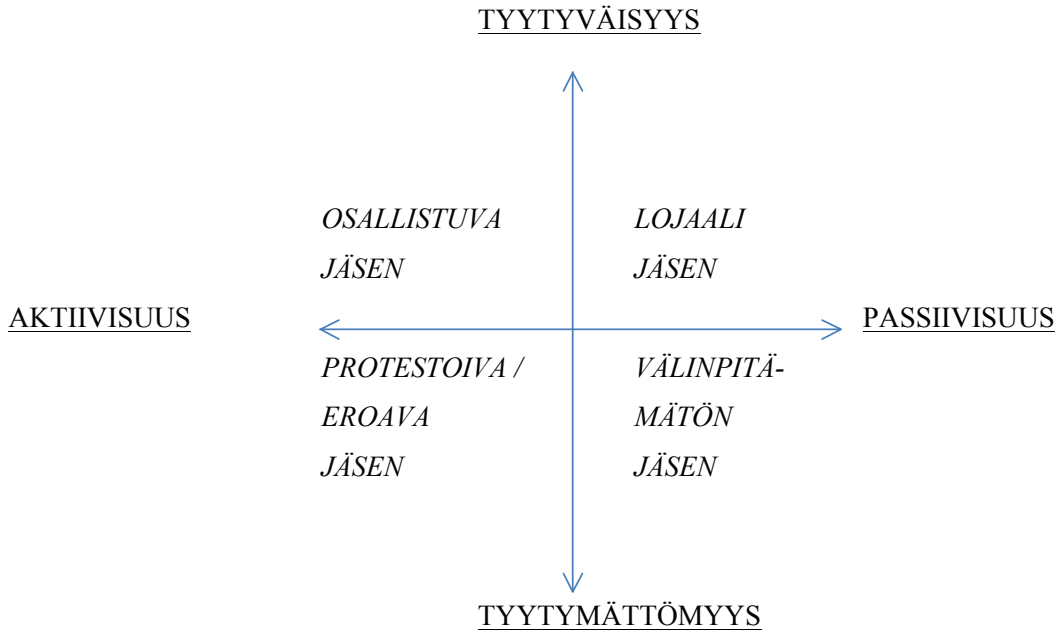 TYYTYVÄISYYS
OSALLISTUVA
JÄSEN
LOJAALI
JÄSEN
AKTIIVISUUS
PASSIIVISUUS
PROTESTOIVA /
EROAVA
JÄSEN
VÄLINPITÄ-
MÄTÖN
JÄSEN
TYYTYMÄTTÖMYYS